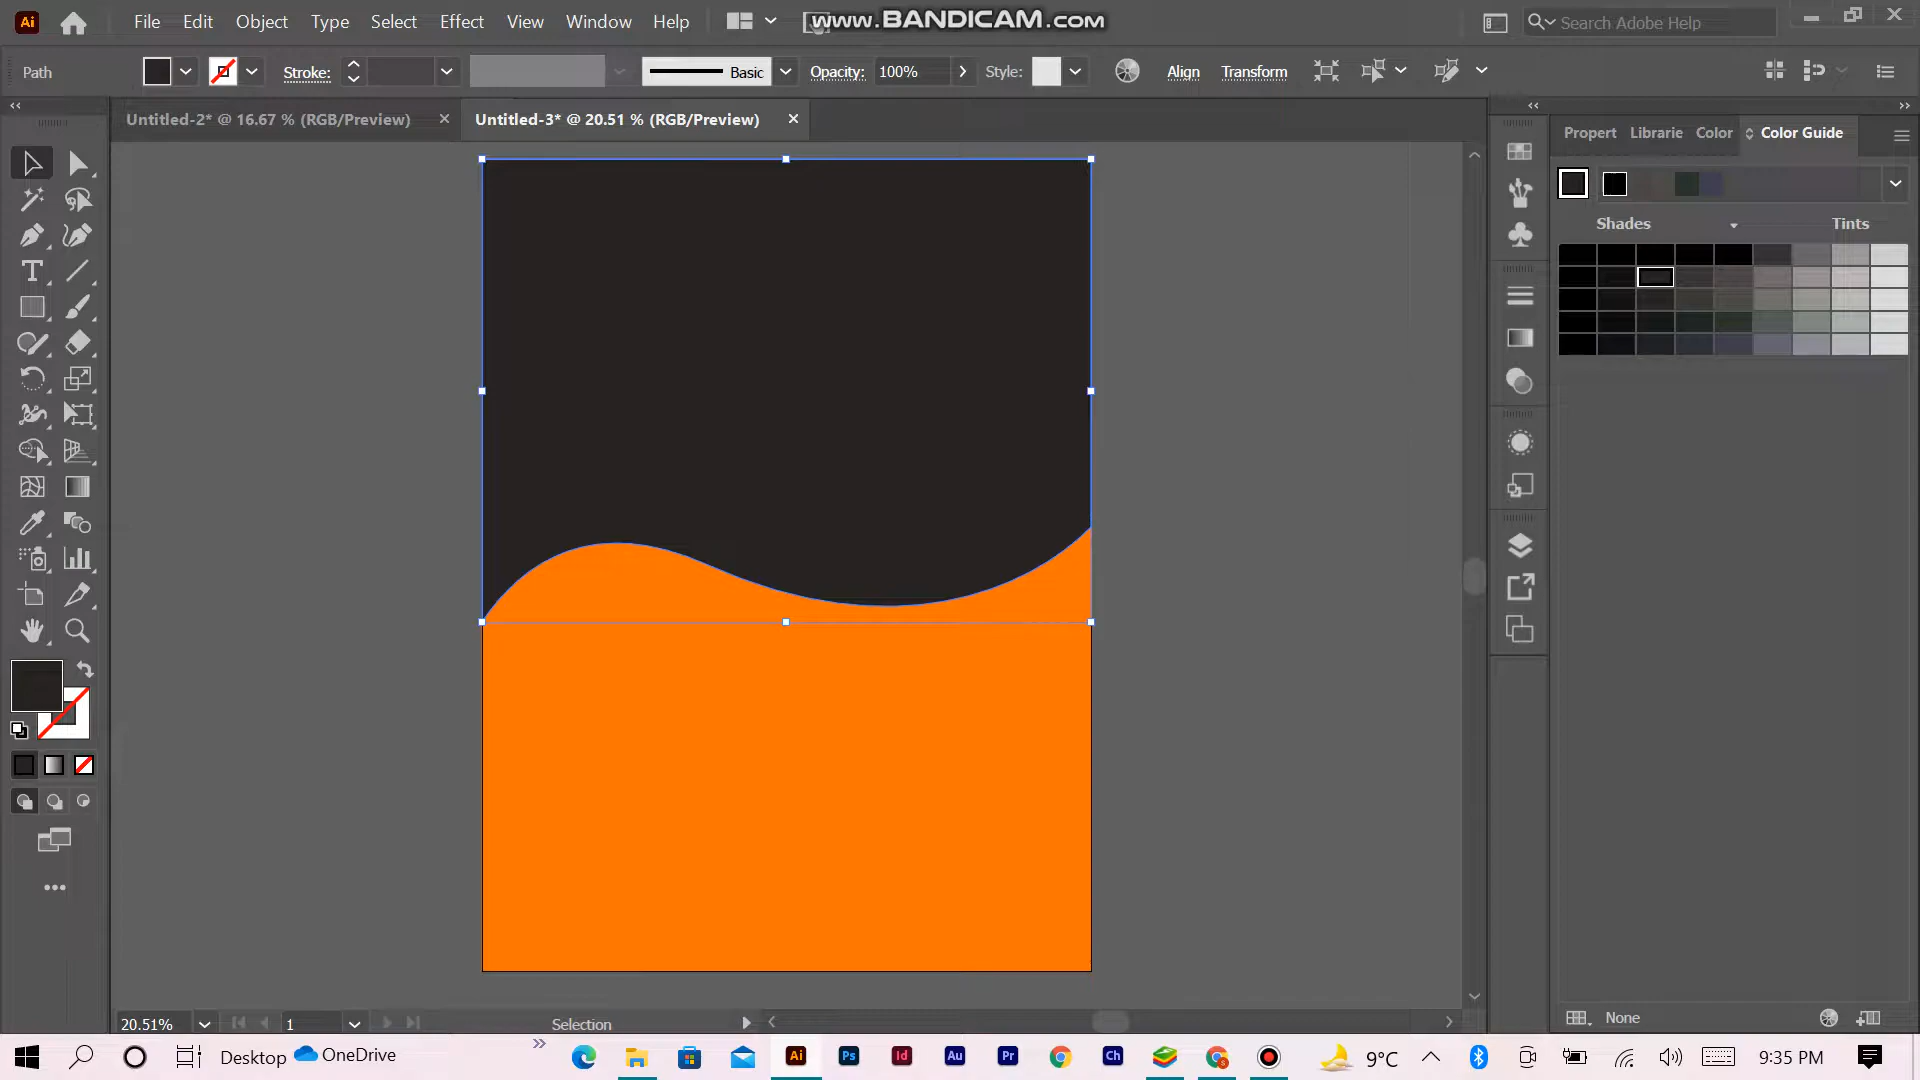 Ai File Edit Object Type Select Effect View Window Help www.BANDICAM.com Search Adobe Help
Path Stroke: Basic Opacity: 100% Style: Align Transform
Untitled-2* @ 16.67 % (RGB/Preview) Untitled-3* @ 20.51 % (RGB/Preview)
Propert Librarie Color Color Guide
Shades Tints
None
20.51% 1 Selection
Desktop OneDrive Ai Ps Id Au Pr Ch 9°C 9:35 PM